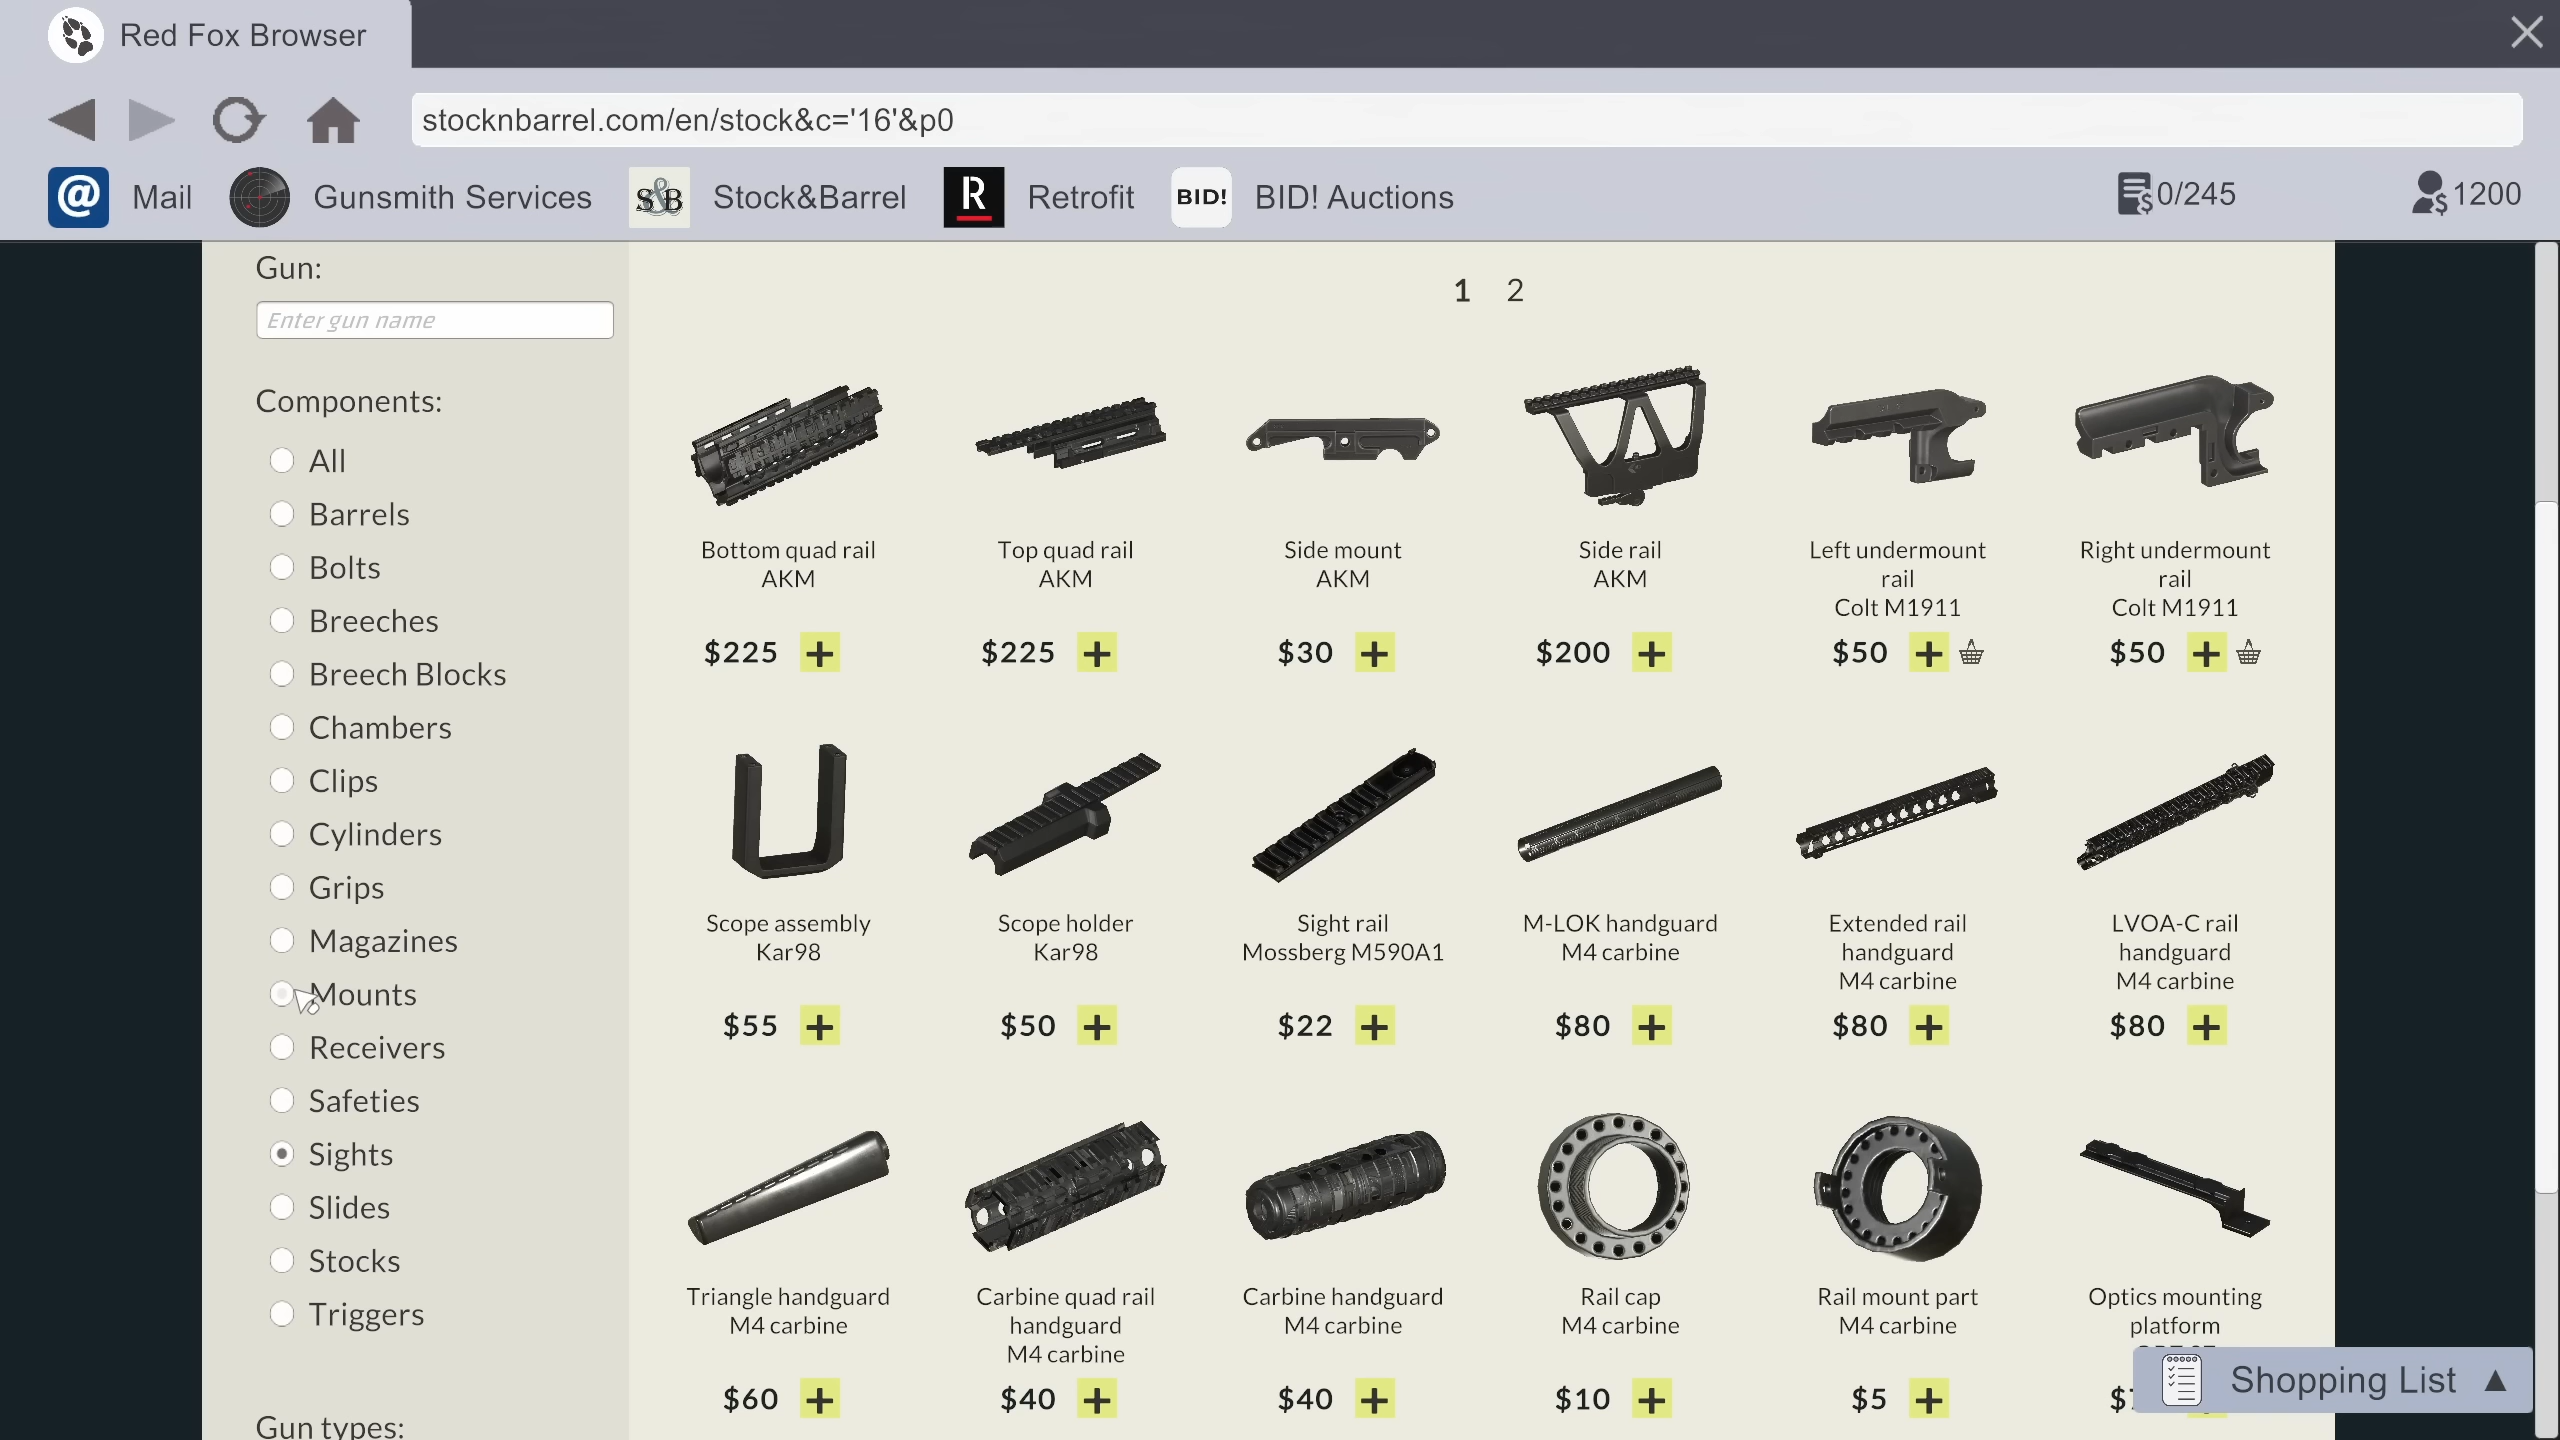 Red Fox Browser
stocknbarrel.com/en/stock&c='16'&p0
@ Mail
Gunsmith Services
S&B Stock&Barrel
R Retrofit
BID! BID! Auctions
0/245
1200
Gun:
Enter gun name
Components:
All
Barrels
Bolts
Breeches
Breech Blocks
Chambers
Clips
Cylinders
Grips
Magazines
Mounts
Receivers
Safeties
Sights
Slides
Stocks
Triggers
Gun types:
1 2
Bottom quad rail
AKM
$225 +
Top quad rail
AKM
$225 +
Side mount
AKM
$30 +
Side rail
AKM
$200 +
Left undermount
rail
Colt M1911
$50 +
Right undermount
rail
Colt M1911
$50 +
Scope assembly
Kar98
$55 +
Scope holder
Kar98
$50 +
Sight rail
Mossberg M590A1
$22 +
M-LOK handguard
M4 carbine
$80 +
Extended rail
handguard
M4 carbine
$80 +
LVOA-C rail
handguard
M4 carbine
$80 +
Triangle handguard
M4 carbine
$60 +
Carbine quad rail
handguard
M4 carbine
$40 +
Carbine handguard
M4 carbine
$40 +
Rail cap
M4 carbine
$10 +
Rail mount part
M4 carbine
$5 +
Optics mounting
platform
Shopping List ▲